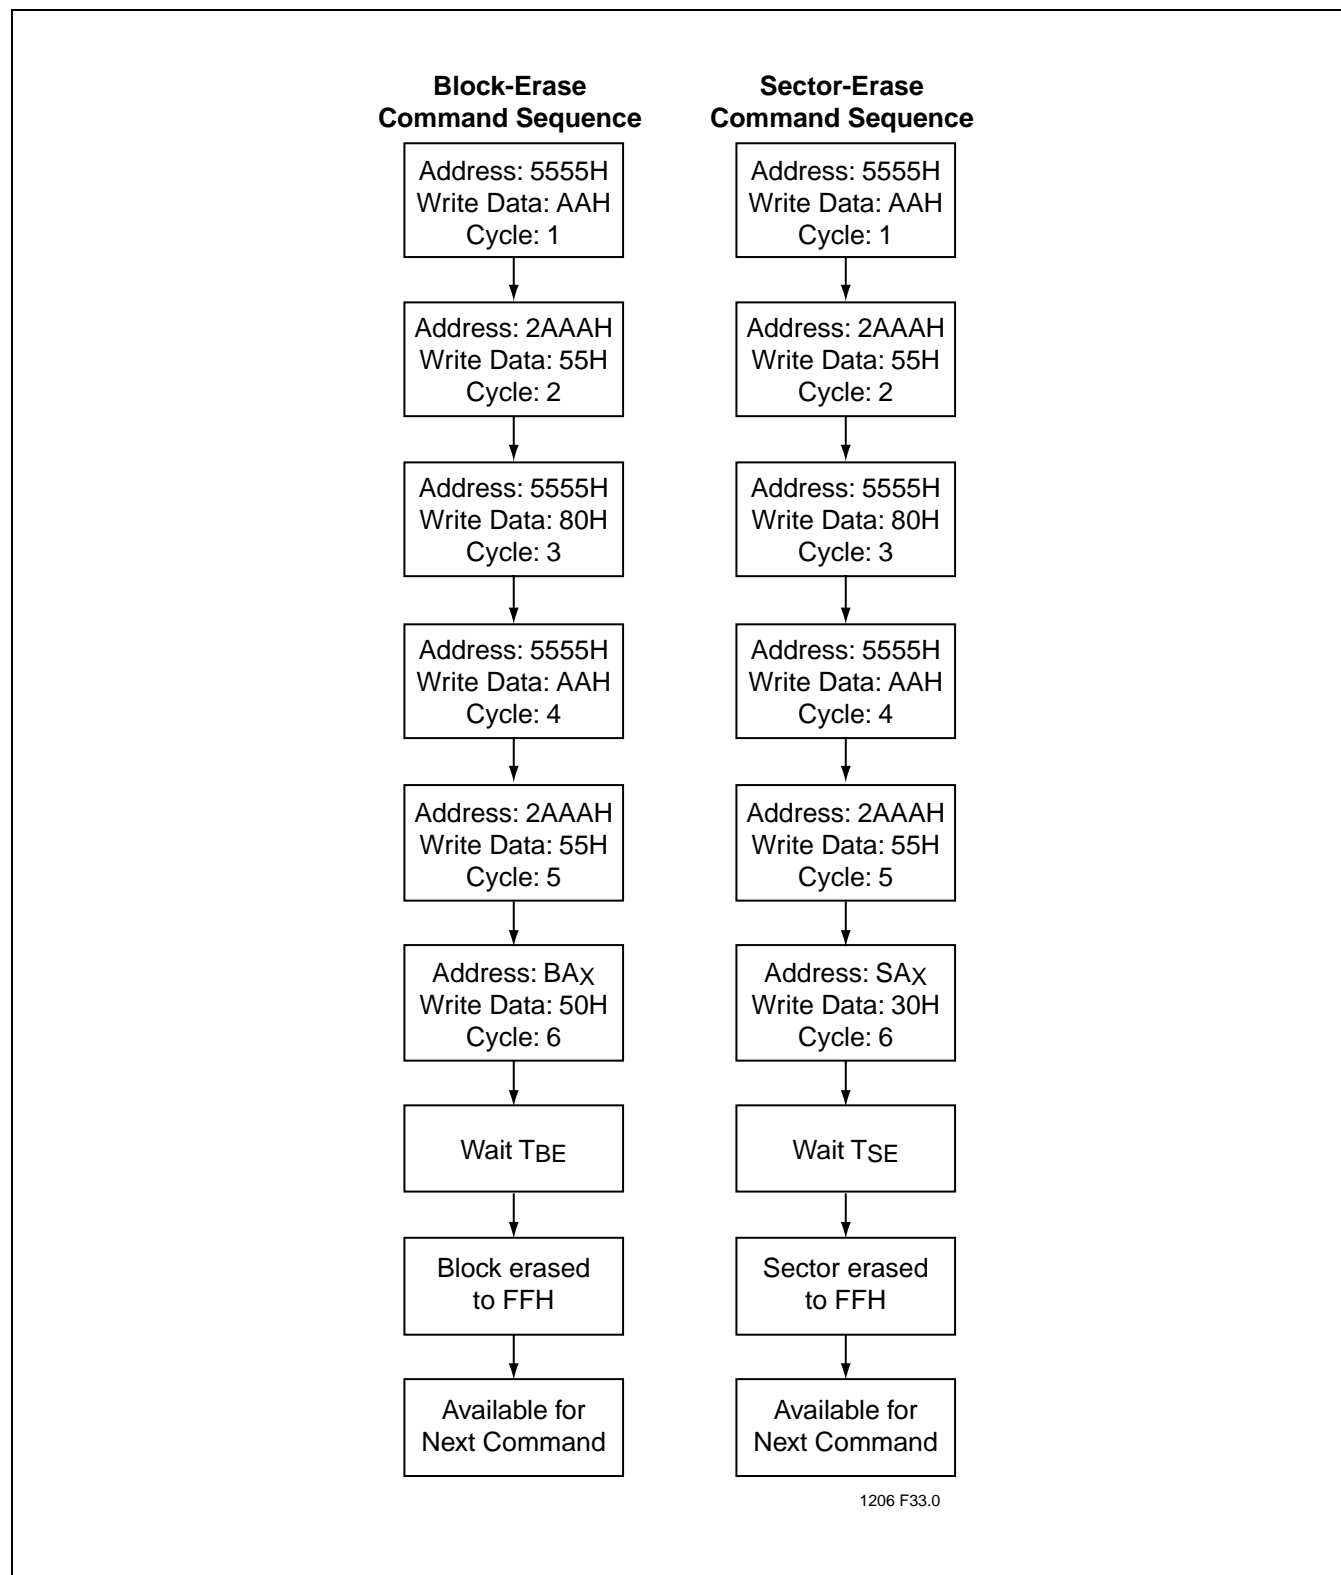 Block-Erase
Command Sequence
Address: 5555H
Write Data: AAH
Cycle: 1
Address: 2AAAH
Write Data: 55H
Cycle: 2
Address: 5555H
Write Data: 80H
Cycle: 3
Address: 5555H
Write Data: AAH
Cycle: 4
Address: 2AAAH
Write Data: 55H
Cycle: 5
Address: BAX
Write Data: 50H
Cycle: 6
Wait TBE
Block erased
to FFH
Available for
Next Command
Sector-Erase
Command Sequence
Address: 5555H
Write Data: AAH
Cycle: 1
Address: 2AAAH
Write Data: 55H
Cycle: 2
Address: 5555H
Write Data: 80H
Cycle: 3
Address: 5555H
Write Data: AAH
Cycle: 4
Address: 2AAAH
Write Data: 55H
Cycle: 5
Address: SAX
Write Data: 30H
Cycle: 6
Wait TSE
Sector erased
to FFH
Available for
Next Command
1206 F33.0